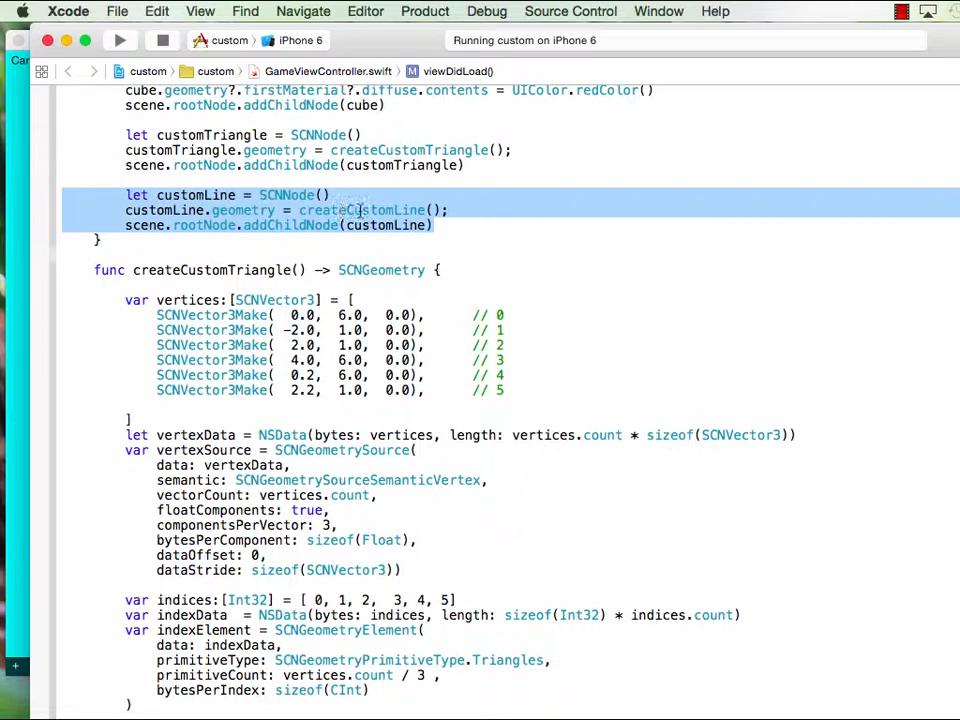 Xcode File Edit View Find Navigate Editor Product Debug Source Control Window Help
custom iPhone 6 Running custom on iPhone 6
custom custom GameViewController.swift M viewDidLoad()
cube.geometry?.firstMaterial?.diffuse.contents = UIColor.redColor()
scene.rootNode.addChildNode(cube)
let customTriangle = SCNNode()
customTriangle.geometry = createCustomTriangle();
scene.rootNode.addChildNode(customTriangle)
let customLine = SCNNode()
customLine.geometry = createCustomLine();
scene.rootNode.addChildNode(customLine)
}
func createCustomTriangle() -> SCNGeometry {
var vertices:[SCNVector3] = [
SCNVector3Make( 0.0, 6.0, 0.0), // 0
SCNVector3Make( -2.0, 1.0, 0.0), // 1
SCNVector3Make( 2.0, 1.0, 0.0), // 2
SCNVector3Make( 4.0, 6.0, 0.0), // 3
SCNVector3Make( 0.2, 6.0, 0.0), // 4
SCNVector3Make( 2.2, 1.0, 0.0), // 5
]
let vertexData = NSData(bytes: vertices, length: vertices.count * sizeof(SCNVector3))
var vertexSource = SCNGeometrySource(
data: vertexData,
semantic: SCNGeometrySourceSemanticVertex,
vectorCount: vertices.count,
floatComponents: true,
componentsPerVector: 3,
bytesPerComponent: sizeof(Float),
dataOffset: 0,
dataStride: sizeof(SCNVector3))
var indices:[Int32] = [ 0, 1, 2, 3, 4, 5]
var indexData = NSData(bytes: indices, length: sizeof(Int32) * indices.count)
var indexElement = SCNGeometryElement(
data: indexData,
primitiveType: SCNGeometryPrimitiveType.Triangles,
primitiveCount: vertices.count / 3 ,
bytesPerIndex: sizeof(CInt)
)